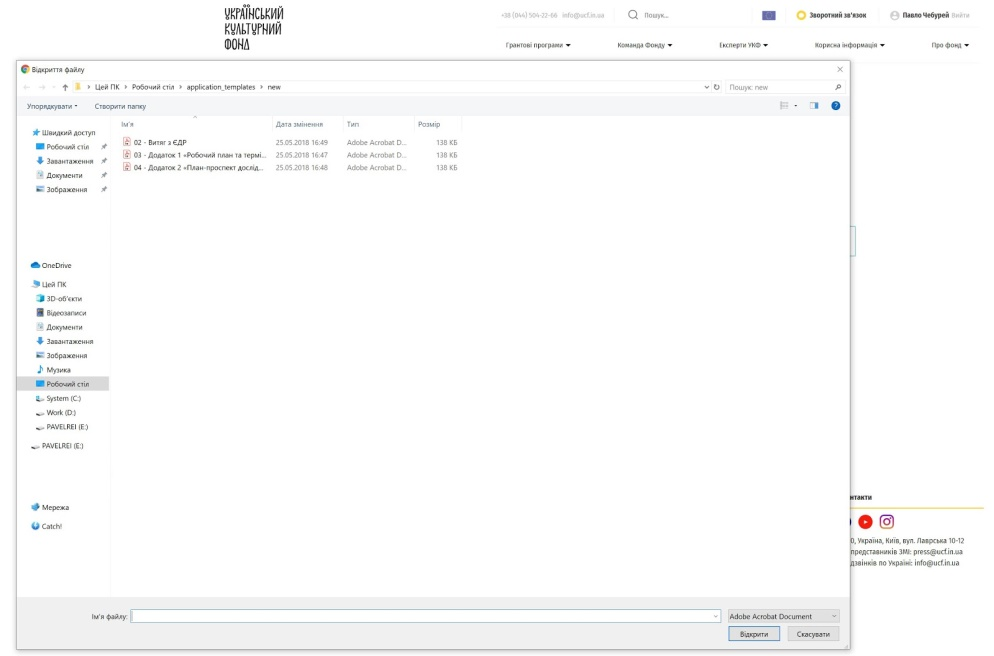 УКРАЇНСЬКИЙ
КУЛЬТУРНИЙ
ФОНД
+38 (044) 504-22-66 info@ucf.in.ua
Пошук...
Зворотний зв'язок
Павло Чебурей Вийти
Грантові програми
Команда Фонду
Експерти УКФ
Корисна інформація
Про фонд
Відкриття файлу
Цей ПК › Робочий стіл › application_templates › new
Пошук: new
Упорядкувати
Створити папку
Ім'я Дата змінення Тип Розмір
02 - Витяг з ЄДР 25.05.2018 16:49 Adobe Acrobat D... 138 КБ
03 - Додаток 1 «Робочий план та термі... 25.05.2018 16:47 Adobe Acrobat D... 138 КБ
04 - Додаток 2 «План-проспект дослід... 25.05.2018 16:48 Adobe Acrobat D... 138 КБ
Швидкий доступ
Робочий стіл
Завантаження
Документи
Зображення
OneDrive
Цей ПК
3D-об'єкти
Відеозаписи
Документи
Завантаження
Зображення
Музика
Робочий стіл
System (C:)
Work (D:)
PAVELREI (E:)
PAVELREI (E:)
Мережа
Catch!
нтакти
0, Україна, Київ, вул. Лаврська 10-12
представників ЗМІ: press@ucf.in.ua
дзвінків по Україні: info@ucf.in.ua
Ім'я файлу:
Adobe Acrobat Document
Відкрити
Скасувати